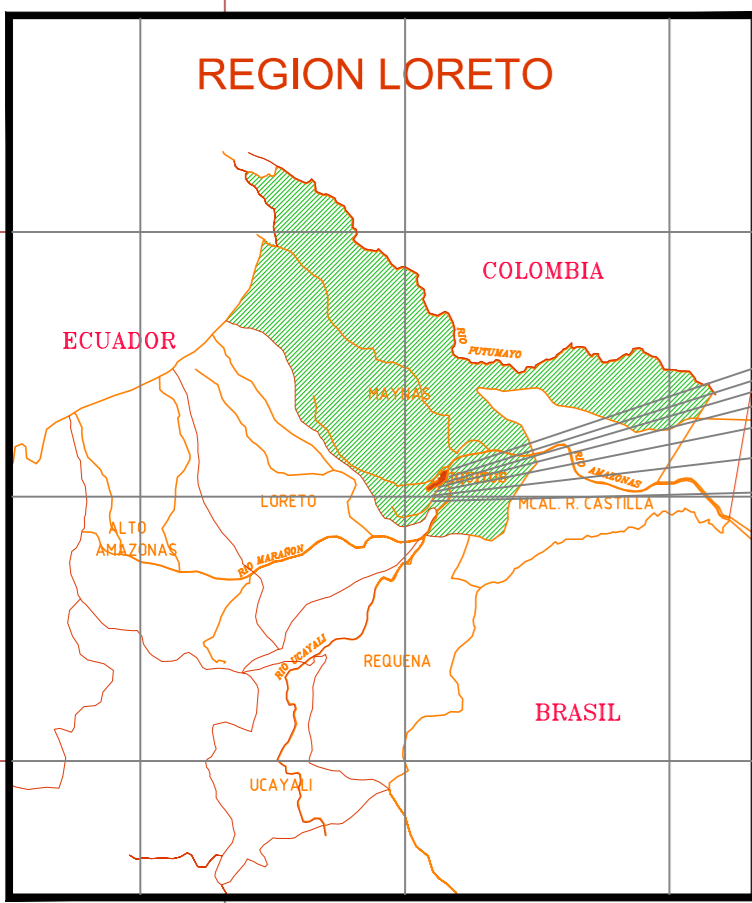 REGION LORETO
COLOMBIA
ECUADOR
RIO
PUTUMAYO
MAYNAS
IQUITOS
RIO AMAZONAS
LORETO
MCAL. R. CASTILLA
ALTO
AMAZONAS
RIO MARAÑON
RIO UCAYALI
REQUENA
BRASIL
UCAYALI